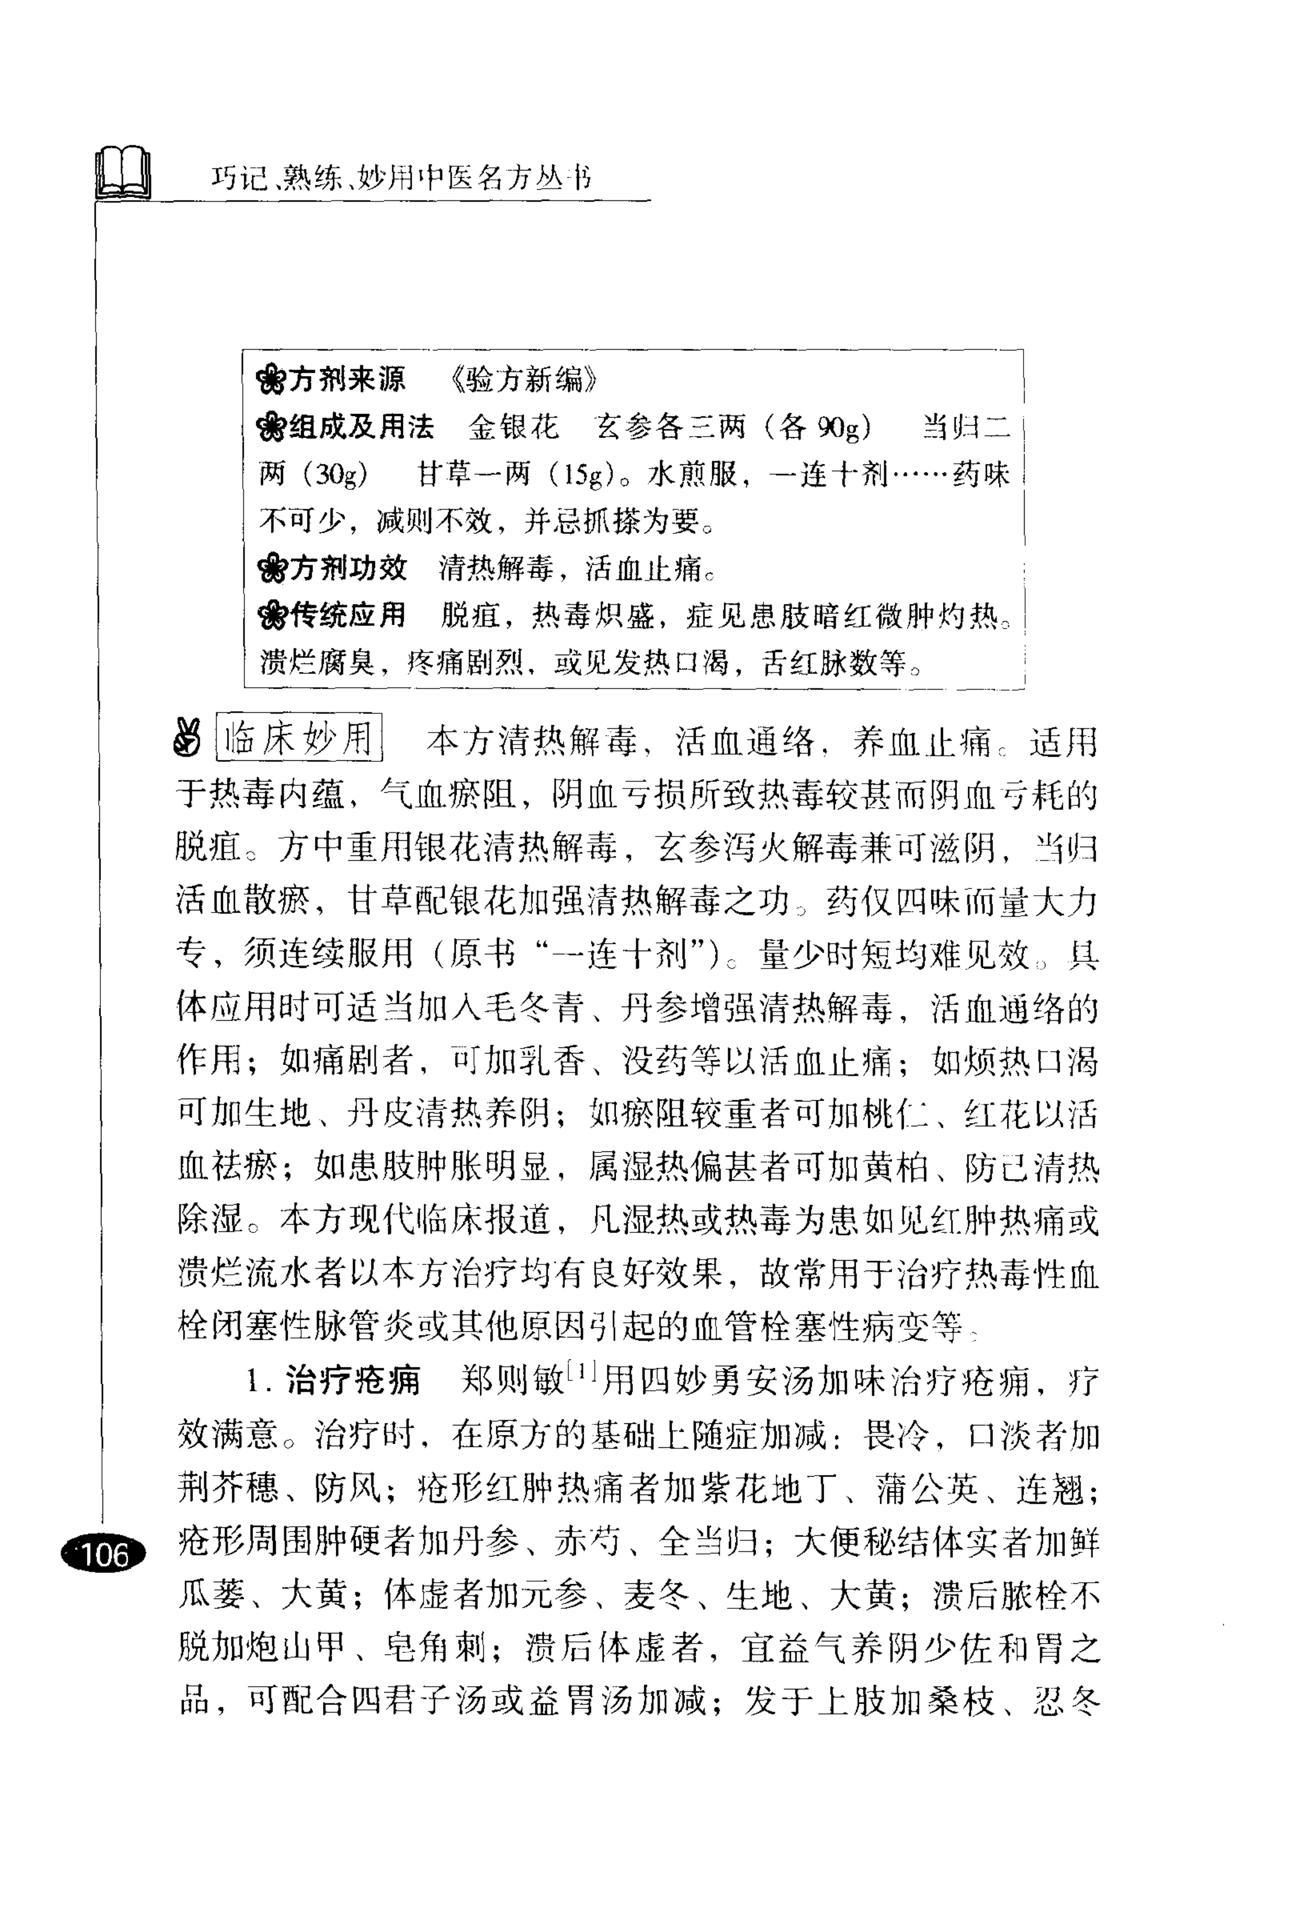 巧记、熟练、妙用中医名方丛书
方剂来源 《验方新编》
组成及用法 金银花 玄参各三两（各 90g） 当归二
两（30g） 甘草一两（15g）。水煎服，一连十剂……药味
不可少，减则不效，并忌抓搽为要。
方剂功效 清热解毒，活血止痛。
传统应用 脱疽，热毒炽盛，症见患肢暗红微肿灼热。
溃烂腐臭，疼痛剧烈，或见发热口渴，舌红脉数等。
临床妙用 本方清热解毒，活血通络，养血止痛。适用
于热毒内蕴，气血瘀阻，阴血亏损所致热毒较甚而阴血亏耗的
脱疽。方中重用银花清热解毒，玄参泻火解毒兼可滋阴，当归
活血散瘀，甘草配银花加强清热解毒之功。药仅四味而量大力
专，须连续服用（原书“一连十剂”）。量少时短均难见效。具
体应用时可适当加入毛冬青、丹参增强清热解毒，活血通络的
作用；如痛剧者，可加乳香、没药等以活血止痛；如烦热口渴
可加生地、丹皮清热养阴；如瘀阻较重者可加桃仁、红花以活
血祛瘀；如患肢肿胀明显，属湿热偏甚者可加黄柏、防己清热
除湿。本方现代临床报道，凡湿热或热毒为患如见红肿热痛或
溃烂流水者以本方治疗均有良好效果，故常用于治疗热毒性血
栓闭塞性脉管炎或其他原因引起的血管栓塞性病变等。
1. 治疗疮痈 郑则敏[1]用四妙勇安汤加味治疗疮痈，疗
效满意。治疗时，在原方的基础上随症加减：畏冷，口淡者加
荆芥穗、防风；疮形红肿热痛者加紫花地丁、蒲公英、连翘；
疮形周围肿硬者加丹参、赤芍、全当归；大便秘结体实者加鲜
瓜蒌、大黄；体虚者加元参、麦冬、生地、大黄；溃后脓栓不
脱加炮山甲、皂角刺；溃后体虚者，宜益气养阴少佐和胃之
品，可配合四君子汤或益胃汤加减；发于上肢加桑枝、忍冬
106